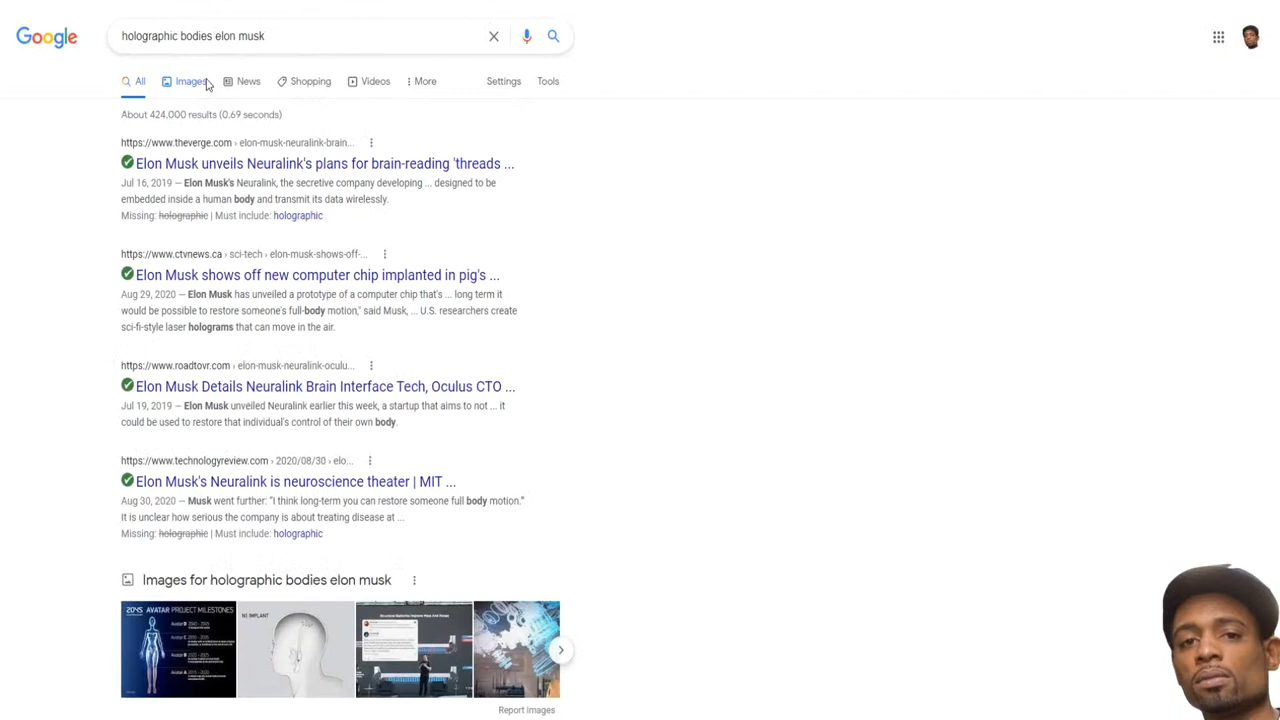 Google
holographic bodies elon musk
All Images News Shopping Videos More Settings Tools
About 424,000 results (0.69 seconds)
https://www.theverge.com › elon-musk-neuralink-brain...
Elon Musk unveils Neuralink's plans for brain-reading 'threads ...
Jul 16, 2019 — Elon Musk's Neuralink, the secretive company developing ... designed to be
embedded inside a human body and transmit its data wirelessly.
Missing: holographic | Must include: holographic
https://www.ctvnews.ca › sci-tech › elon-musk-shows-off-...
Elon Musk shows off new computer chip implanted in pig's ...
Aug 29, 2020 — Elon Musk has unveiled a prototype of a computer chip that's ... long term it
would be possible to restore someone's full-body motion," said Musk, ... U.S. researchers create
sci-fi-style laser holograms that can move in the air.
https://www.roadtovr.com › elon-musk-neuralink-oculu...
Elon Musk Details Neuralink Brain Interface Tech, Oculus CTO ...
Jul 19, 2019 — Elon Musk unveiled Neuralink earlier this week, a startup that aims to not ... it
could be used to restore that individual's control of their own body.
https://www.technologyreview.com › 2020/08/30 › elo...
Elon Musk's Neuralink is neuroscience theater | MIT ...
Aug 30, 2020 — Musk went further: “I think long-term you can restore someone full body motion.”
It is unclear how serious the company is about treating disease at ...
Missing: holographic | Must include: holographic
Images for holographic bodies elon musk
2045 AVATAR PROJECT MILESTONES
N1 IMPLANT
Report images